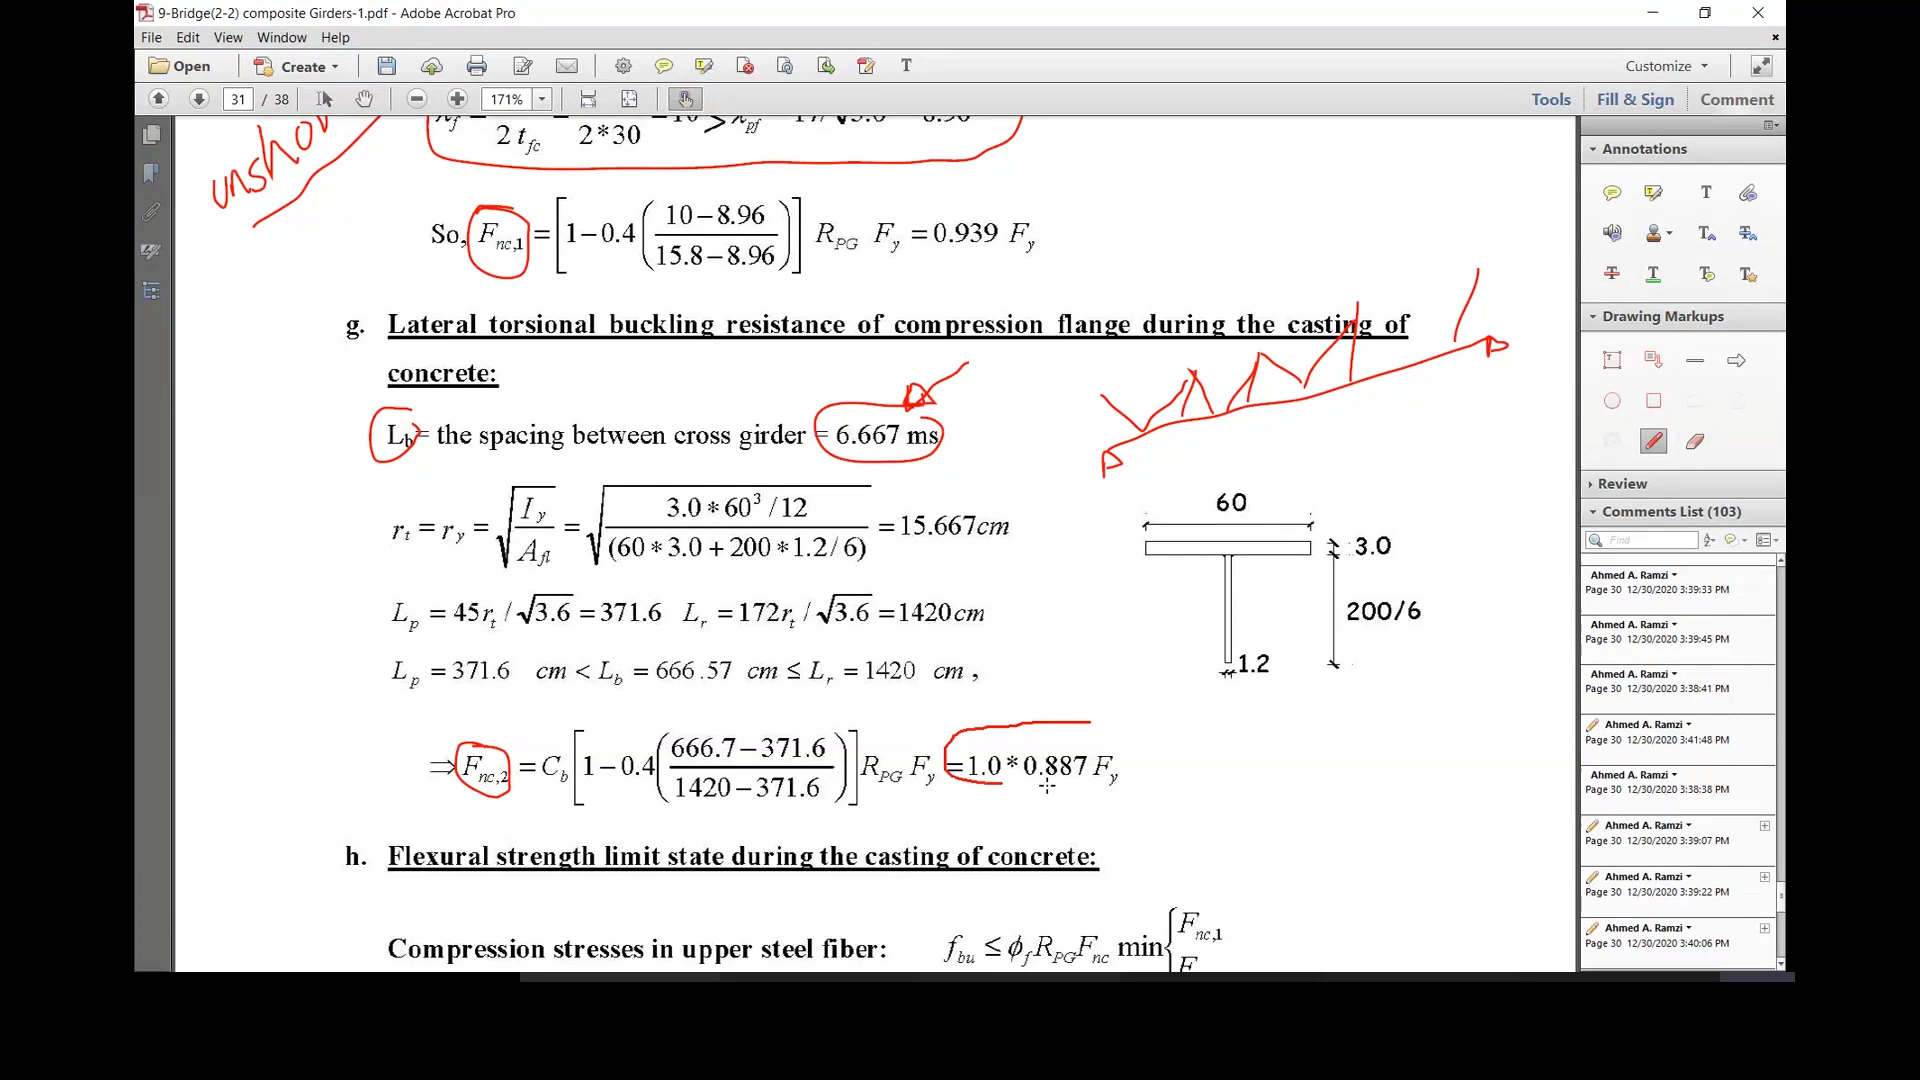 9-Bridge(2-2) composite Girders-1.pdf - Adobe Acrobat Pro
File Edit View Window Help
Open Create Customize
31 / 38 171% Tools Fill & Sign Comment
2 t_fc 2*30 > λ_pf
So, F_nc,1 = [1-0.4((10-8.96)/(15.8-8.96))] R_PG F_y = 0.939 F_y
g. Lateral torsional buckling resistance of compression flange during the casting of
concrete:
L_b= the spacing between cross girder = 6.667 ms
r_t = r_y = √(I_y/A_fl) = √((3.0*60³/12)/(60*3.0+200*1.2/6)) = 15.667cm
L_p = 45r_t/√3.6 = 371.6 L_r = 172r_t/√3.6 = 1420cm
L_p = 371.6 cm < L_b = 666.57 cm ≤ L_r = 1420 cm ,
⇒ F_nc,2 = C_b [1-0.4((666.7-371.6)/(1420-371.6))] R_PG F_y = 1.0*0.887 F_y
60
3.0
200/6
1.2
h. Flexural strength limit state during the casting of concrete:
Compression stresses in upper steel fiber: f_bu ≤ ϕ_f R_PG F_nc min{ F_nc,1
F
Annotations
Drawing Markups
Review
Comments List (103)
Find
Ahmed A. Ramzi
Page 30 12/30/2020 3:39:33 PM
Ahmed A. Ramzi
Page 30 12/30/2020 3:39:45 PM
Ahmed A. Ramzi
Page 30 12/30/2020 3:38:41 PM
Ahmed A. Ramzi
Page 30 12/30/2020 3:41:48 PM
Ahmed A. Ramzi
Page 30 12/30/2020 3:38:38 PM
Ahmed A. Ramzi
Page 30 12/30/2020 3:39:07 PM
Ahmed A. Ramzi
Page 30 12/30/2020 3:39:22 PM
Ahmed A. Ramzi
Page 30 12/30/2020 3:40:06 PM